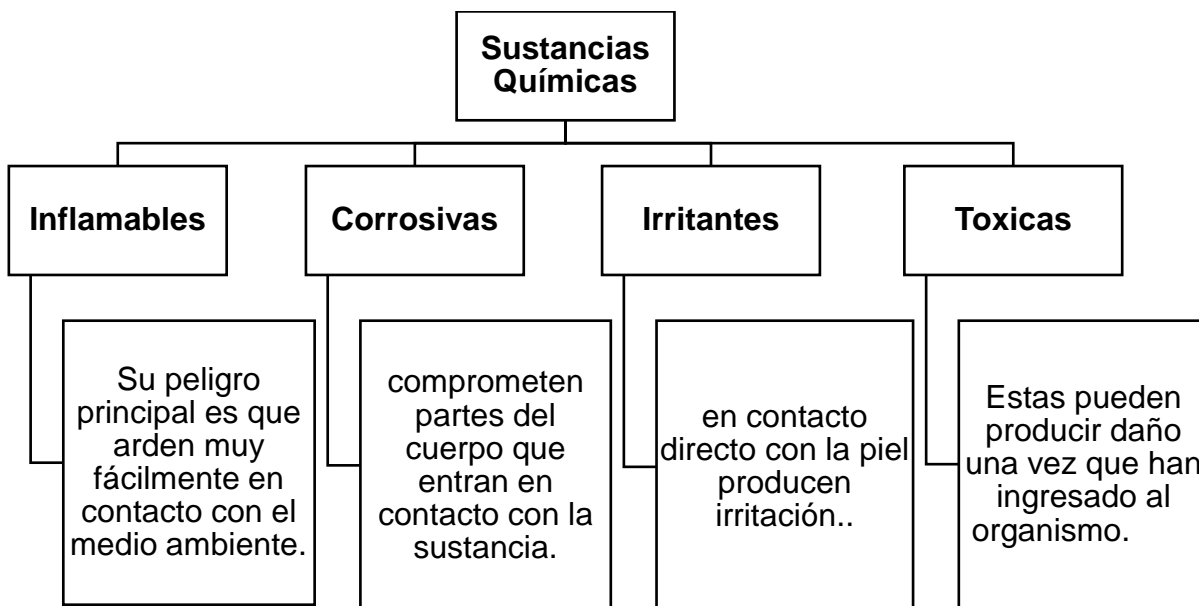 Sustancias
Químicas
Inflamables
Corrosivas
Irritantes
Toxicas
Su peligro
principal es que
arden muy
fácilmente en
contacto con el
medio ambiente.
comprometen
partes del
cuerpo que
entran en
contacto con la
sustancia.
en contacto
directo con la piel
producen
irritación..
Estas pueden
producir daño
una vez que han
ingresado al
organismo.